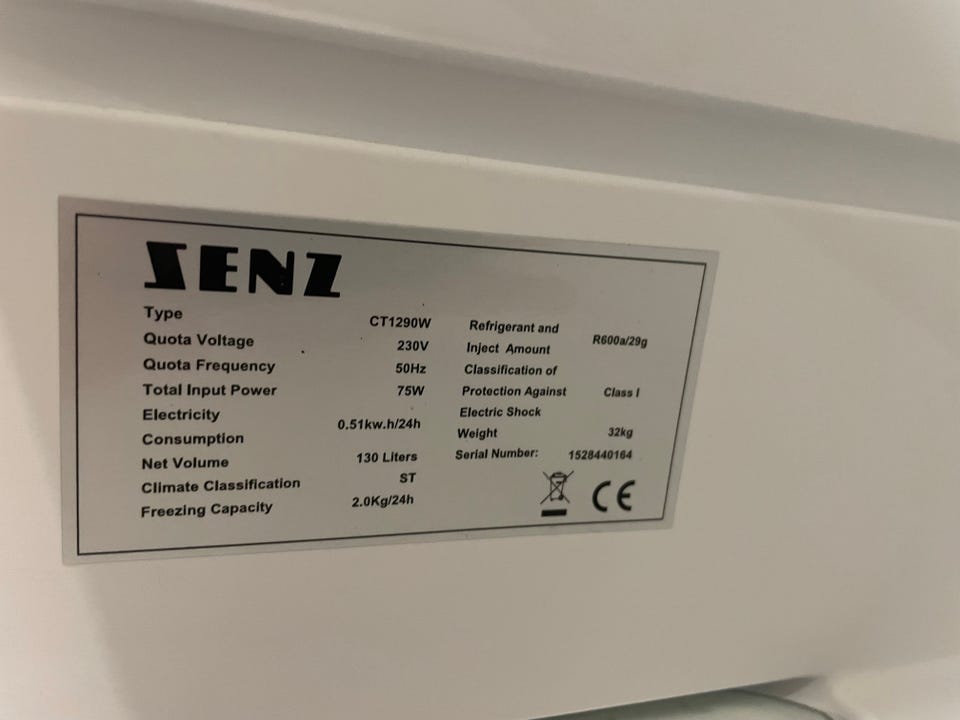 SENZ
Type CT1290W
Quota Voltage 230V
Quota Frequency 50Hz
Total Input Power 75W
Electricity
Consumption 0.51kw.h/24h
Net Volume 130 Liters
Climate Classification ST
Freezing Capacity 2.0Kg/24h
Refrigerant and
Inject Amount R600a/29g
Classification of
Protection Against Class I
Electric Shock
Weight 32kg
Serial Number: 1528440164
CE